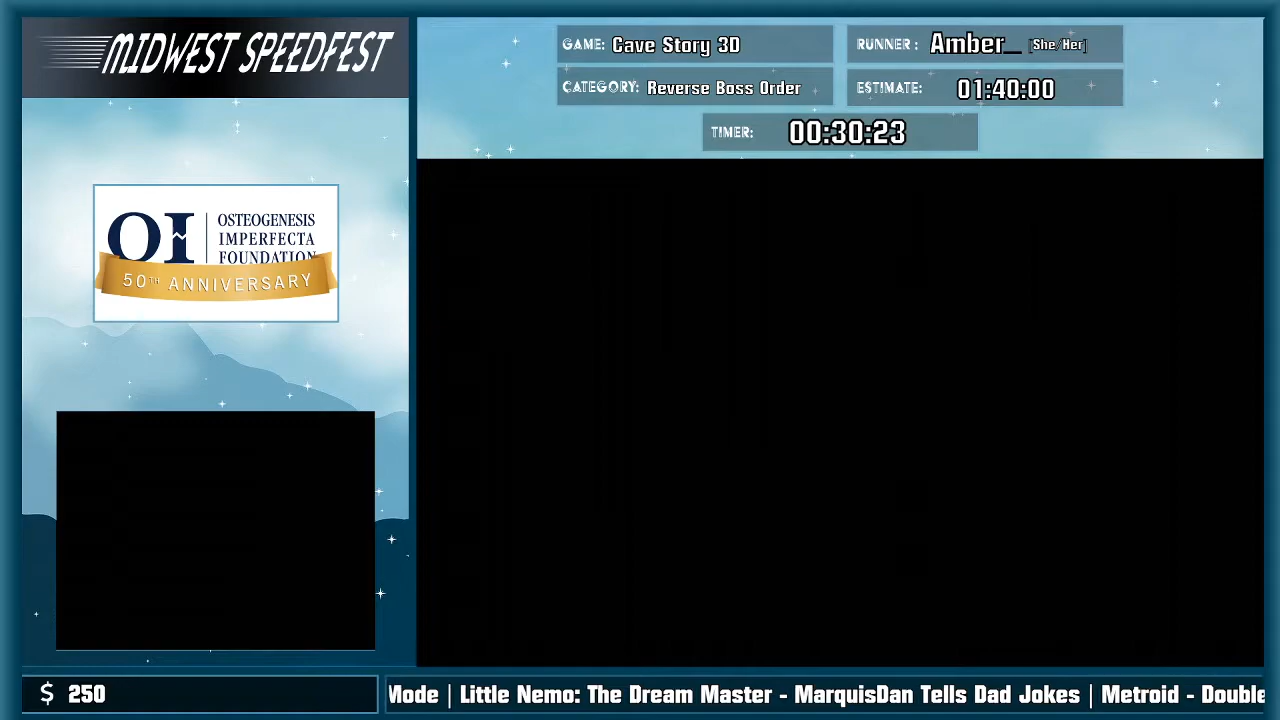 MIDWEST SPEEDFEST
GAME: Cave Story 3D
RUNNER : Amber__ [She/Her]
CATEGORY: Reverse Boss Order
ESTIMATE: 01:40:00
TIMER: 00:30:23
OI
OSTEOGENESIS
IMPERFECTA
FOUNDATION
50TH ANNIVERSARY
$ 250
Mode | Little Nemo: The Dream Master - MarquisDan Tells Dad Jokes | Metroid - Double